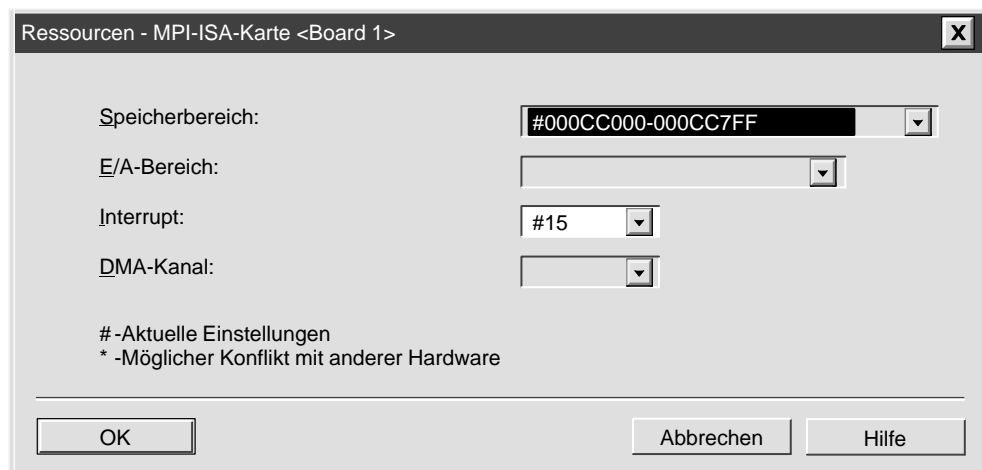 Ressourcen - MPI-ISA-Karte <Board 1>
X
Speicherbereich:
#000CC000-000CC7FF
E/A-Bereich:
Interrupt:
#15
DMA-Kanal:
# -Aktuelle Einstellungen
* -Möglicher Konflikt mit anderer Hardware
OK
Abbrechen
Hilfe